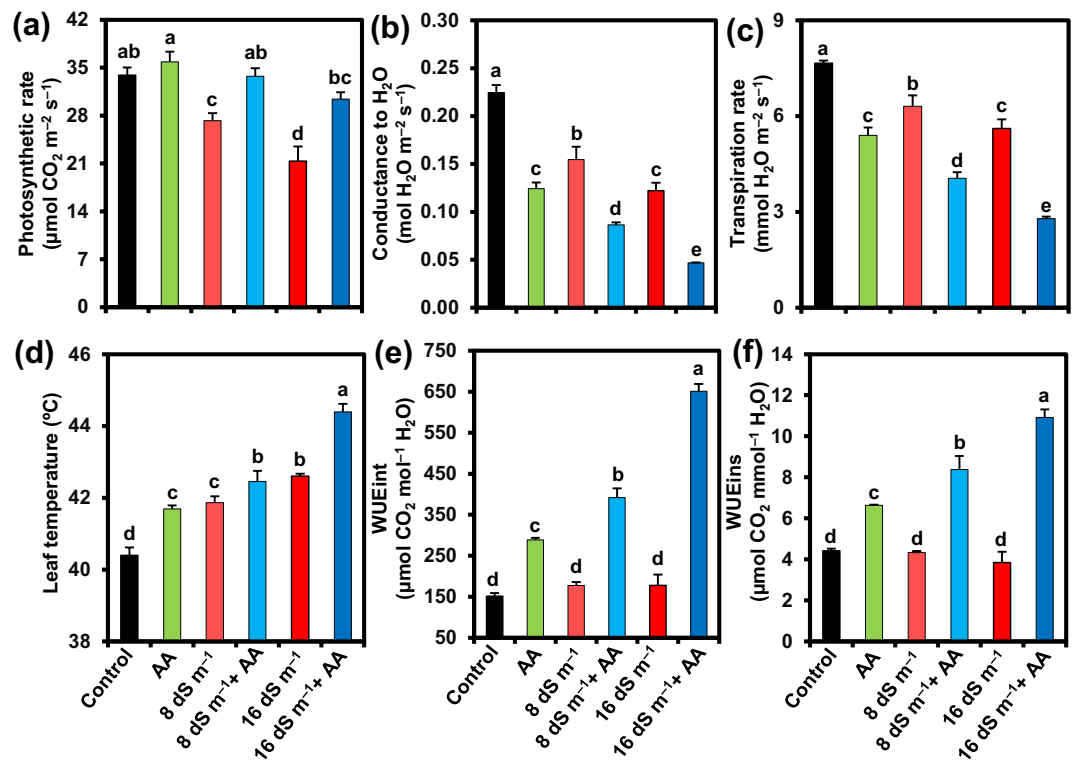 (a)
Photosynthetic rate
(µmol CO₂ m⁻² s⁻¹)
42
35
28
21
14
7
0
ab
a
c
ab
d
bc
(b)
Conductance to H₂O
(mol H₂O m⁻² s⁻¹)
0.30
0.25
0.20
0.15
0.10
0.05
0.00
a
c
b
d
c
e
(c)
Transpiration rate
(mmol H₂O m⁻² s⁻¹)
9
6
3
0
a
c
b
d
c
e
(d)
Leaf temperature (ºC)
46
44
42
40
38
d
c
c
b
b
a
Control
AA
8 dS m⁻¹
8 dS m⁻¹+ AA
16 dS m⁻¹
16 dS m⁻¹+ AA
(e)
WUEint
(µmol CO₂ mol⁻¹ H₂O)
750
650
550
450
350
250
150
50
d
c
d
b
d
a
Control
AA
8 dS m⁻¹
8 dS m⁻¹+ AA
16 dS m⁻¹
16 dS m⁻¹+ AA
(f)
WUEins
(µmol CO₂ mmol⁻¹ H₂O)
14
12
10
8
6
4
2
0
d
c
d
b
d
a
Control
AA
8 dS m⁻¹
8 dS m⁻¹+ AA
16 dS m⁻¹
16 dS m⁻¹+ AA